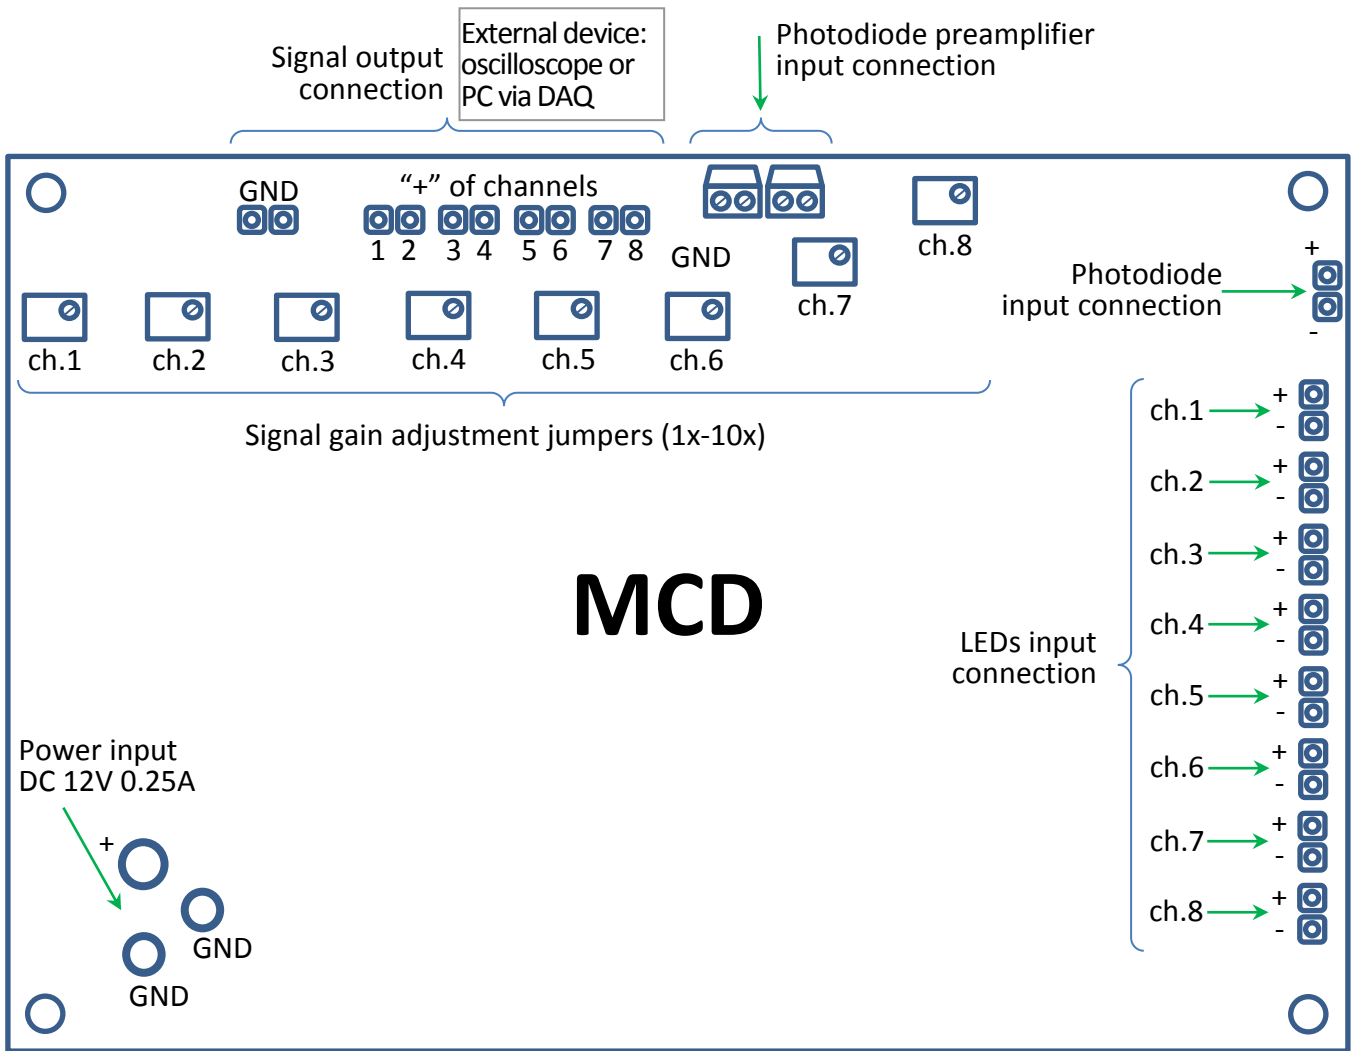 Signal output
connection
External device:
oscilloscope or
PC via DAQ
Photodiode preamplifier
input connection
GND
“+” of channels
1 2 3 4 5 6 7 8
GND
ch.8
ch.7
ch.1 ch.2 ch.3 ch.4 ch.5 ch.6
Signal gain adjustment jumpers (1x-10x)
Photodiode
input connection
+
-
MCD
LEDs input
connection
ch.1 +
-
ch.2 +
-
ch.3 +
-
ch.4 +
-
ch.5 +
-
ch.6 +
-
ch.7 +
-
ch.8 +
-
Power input
DC 12V 0.25A
+
GND
GND